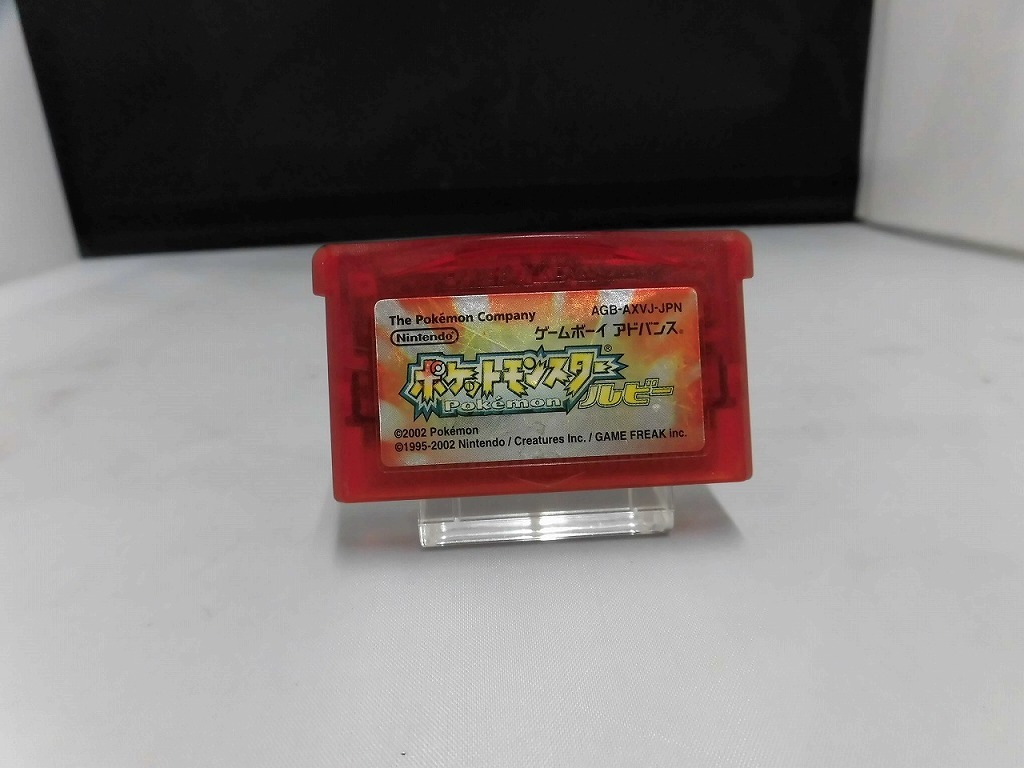 The Pokémon Company
AGB-AXVJ-JPN
Nintendo
ゲームボーイ アドバンス®
ポケットモンスター®
Pokémon
ルビー
©2002 Pokémon
©1995-2002 Nintendo / Creatures Inc. / GAME FREAK inc.